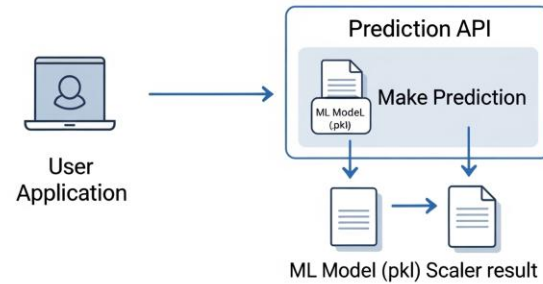 Prediction API
ML ModeL
(.pkl)
Make Prediction
User
Application
ML Model (pkl) Scaler result